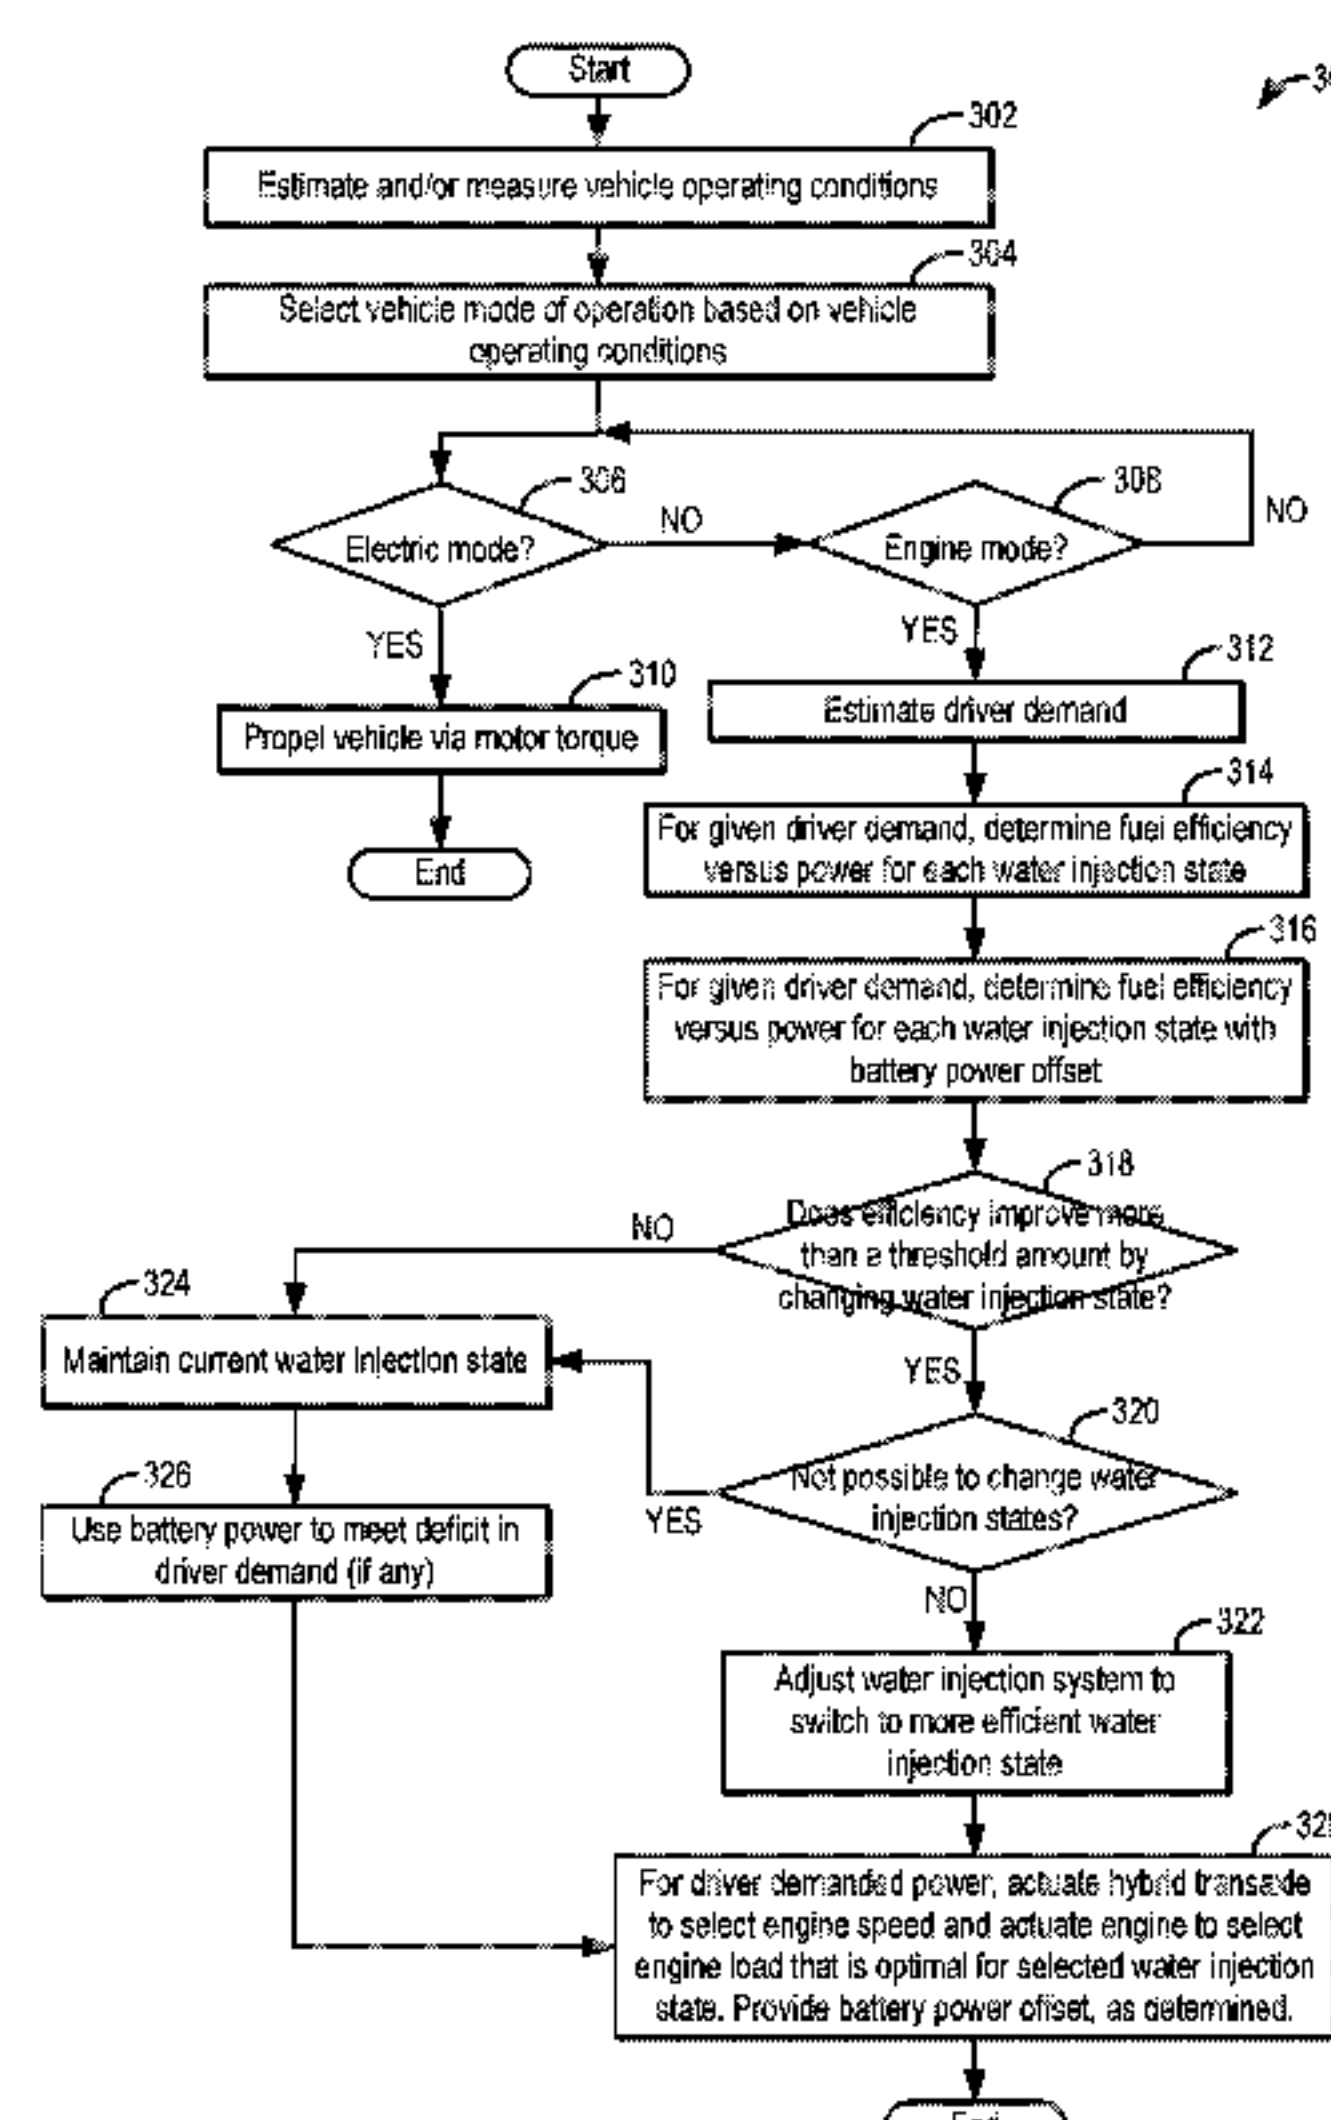 Start
302
Estimate and/or measure vehicle operating conditions
304
Select vehicle mode of operation based on vehicle
operating conditions
306
308
NO
NO
Electric mode?
Engine mode?
YES
YES
310
312
Propel vehicle via motor torque
Estimate driver demand
314
For given driver demand, determine fuel efficiency
versus power for each water injection state
End
316
For given driver demand, determine fuel efficiency
versus power for each water injection state with
battery power offset
318
NO
Does efficiency improve more
than a threshold amount by
changing water injection state?
324
Maintain current water injection state
YES
320
326
Not possible to change water
injection states?
YES
Use battery power to meet deficit in
driver demand (if any)
NO
322
Adjust water injection system to
switch to more efficient water
injection state
For driver demanded power, actuate hybrid transaxle
to select engine speed and actuate engine to select
engine load that is optimal for selected water injection
state. Provide battery power offset, as determined.